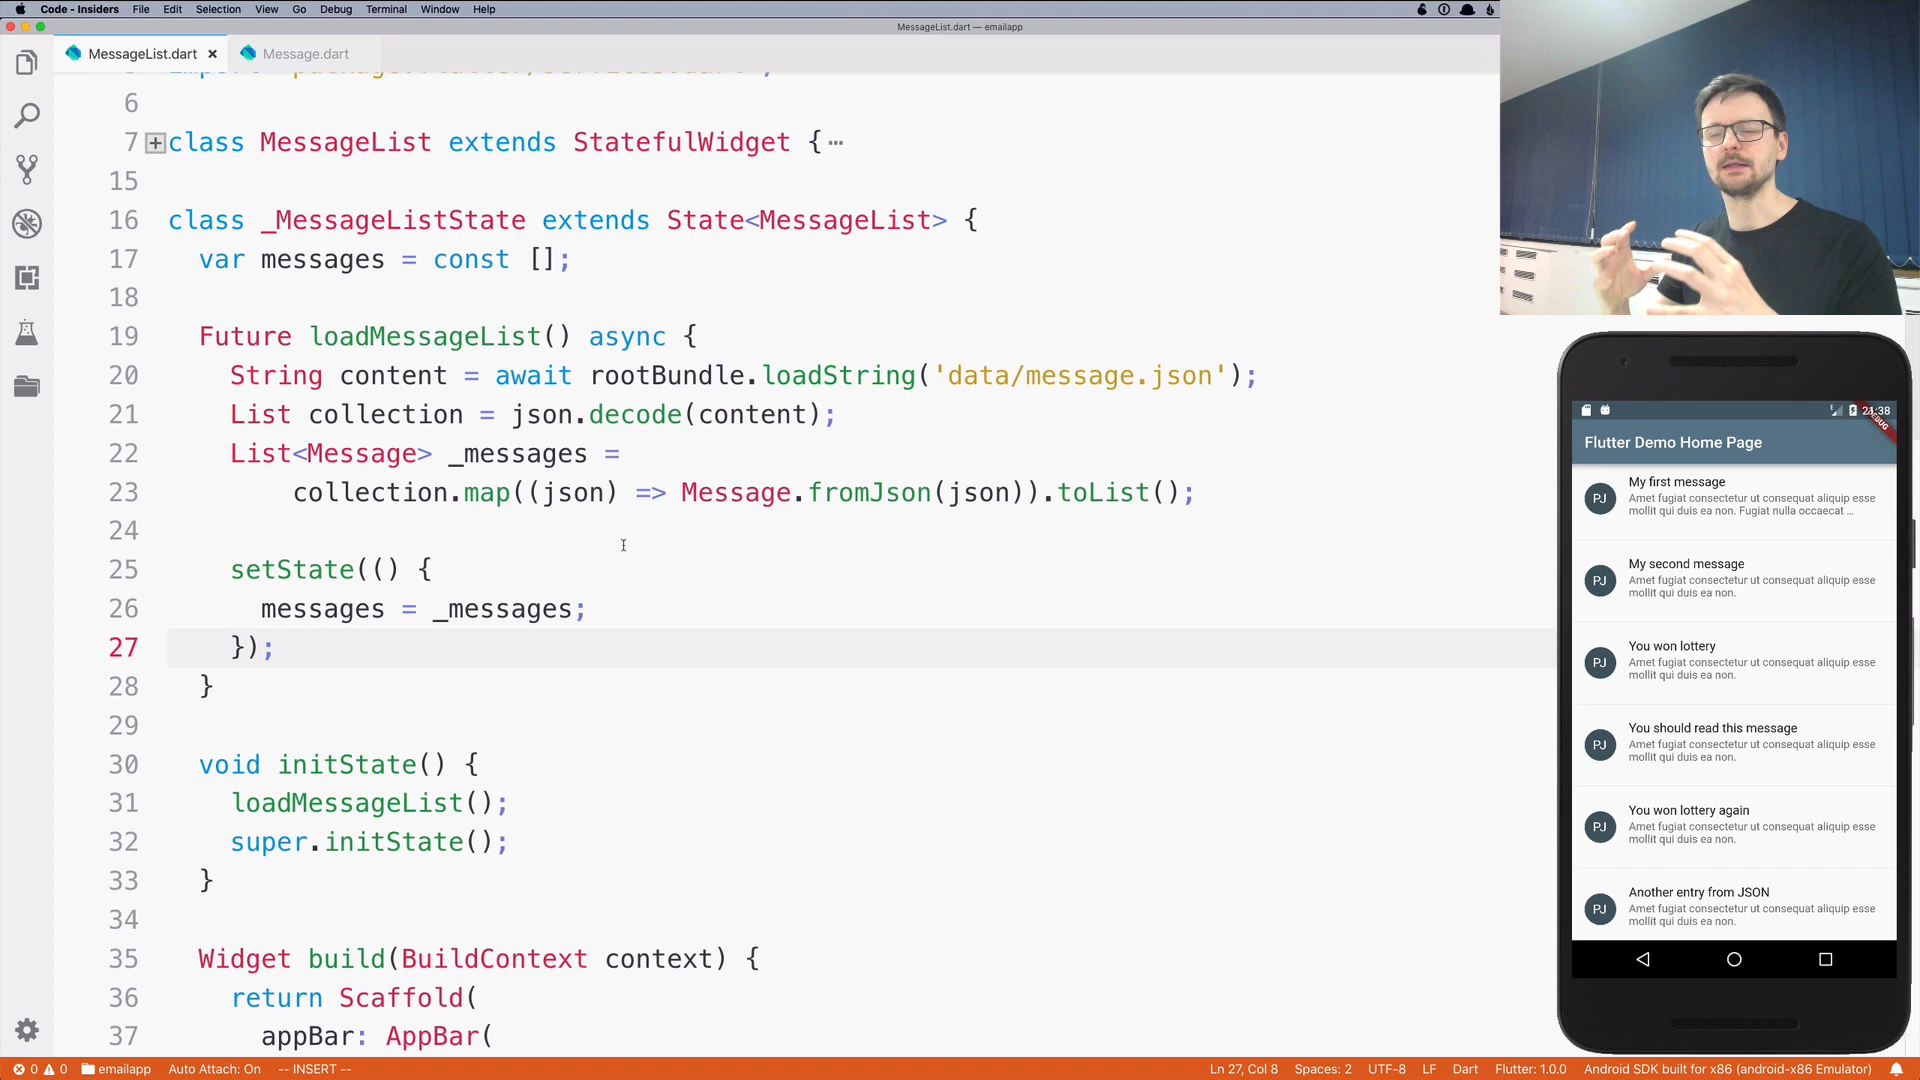 Code - Insiders File Edit Selection View Go Debug Terminal Window Help
MessageList.dart — emailapp
MessageList.dart
Message.dart
6
7 class MessageList extends StatefulWidget {…
15
16 class _MessageListState extends State<MessageList> {
17 var messages = const [];
18
19 Future loadMessageList() async {
20 String content = await rootBundle.loadString('data/message.json');
21 List collection = json.decode(content);
22 List<Message> _messages =
23 collection.map((json) => Message.fromJson(json)).toList();
24
25 setState(() {
26 messages = _messages;
27 });
28 }
29
30 void initState() {
31 loadMessageList();
32 super.initState();
33 }
34
35 Widget build(BuildContext context) {
36 return Scaffold(
37 appBar: AppBar(
21:38
DEBUG
Flutter Demo Home Page
PJ
My first message
Amet fugiat consectetur ut consequat aliquip esse
mollit qui duis ea non. Fugiat nulla occaecat ...
PJ
My second message
Amet fugiat consectetur ut consequat aliquip esse
mollit qui duis ea non.
PJ
You won lottery
Amet fugiat consectetur ut consequat aliquip esse
mollit qui duis ea non.
PJ
You should read this message
Amet fugiat consectetur ut consequat aliquip esse
mollit qui duis ea non.
PJ
You won lottery again
Amet fugiat consectetur ut consequat aliquip esse
mollit qui duis ea non.
PJ
Another entry from JSON
Amet fugiat consectetur ut consequat aliquip esse
mollit qui duis ea non.
0 0 emailapp Auto Attach: On -- INSERT -- Ln 27, Col 8 Spaces: 2 UTF-8 LF Dart Flutter: 1.0.0 Android SDK built for x86 (android-x86 Emulator)